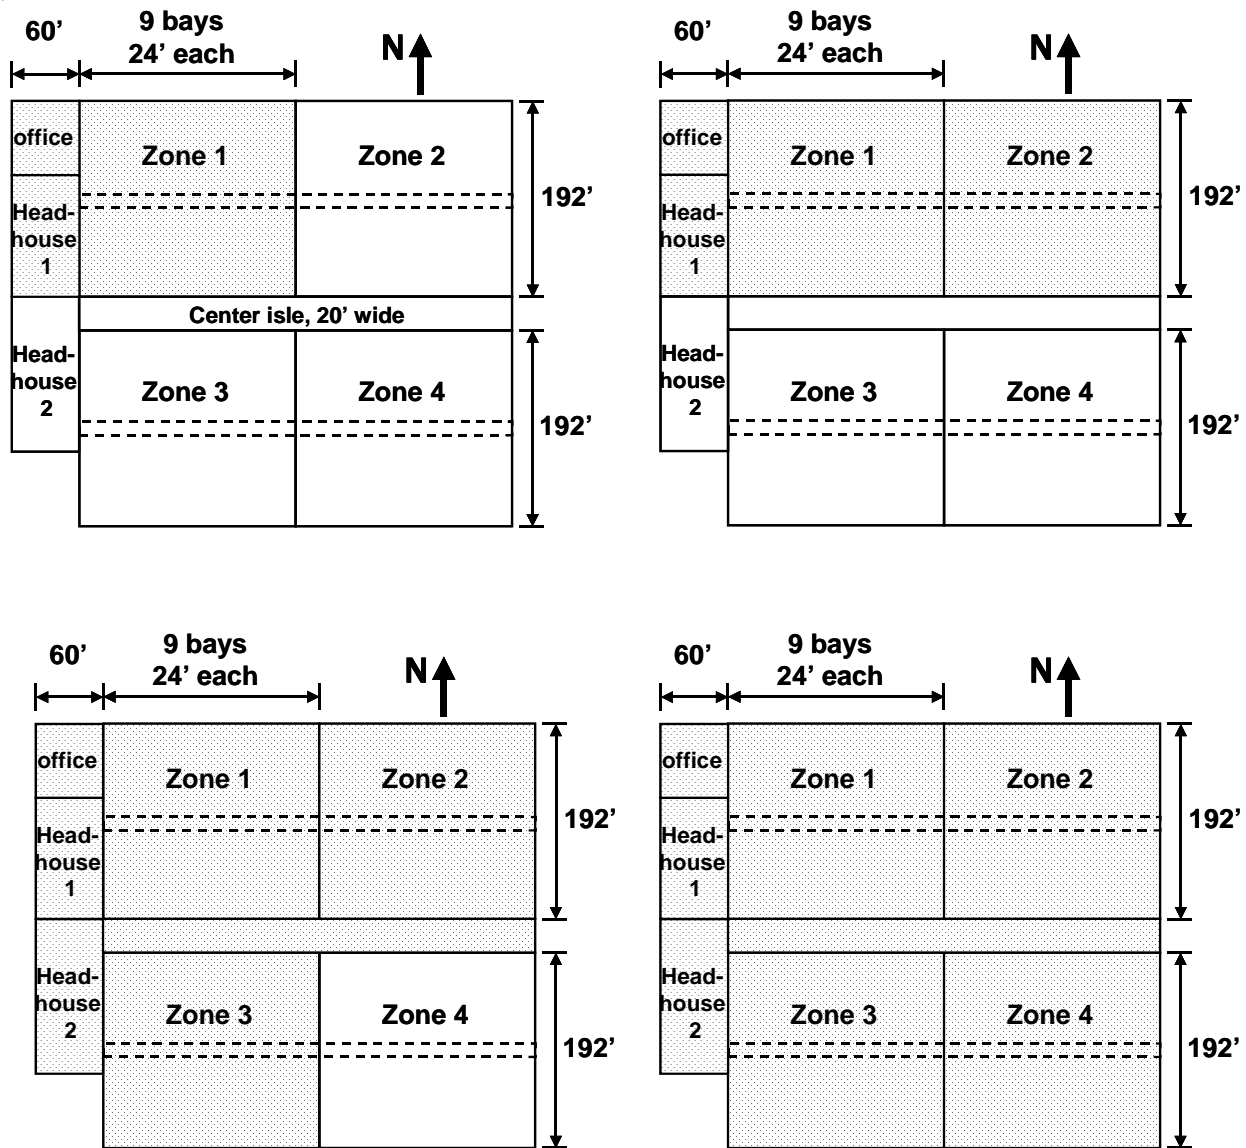 60’
9 bays
24’ each
N
office
Zone 1
Zone 2
192’
Head-
house
1
Center isle, 20’ wide
Head-
house
2
Zone 3
Zone 4
192’
60’
9 bays
24’ each
N
office
Zone 1
Zone 2
192’
Head-
house
1
Head-
house
2
Zone 3
Zone 4
192’
60’
9 bays
24’ each
N
office
Zone 1
Zone 2
192’
Head-
house
1
Head-
house
2
Zone 3
Zone 4
192’
60’
9 bays
24’ each
N
office
Zone 1
Zone 2
192’
Head-
house
1
Head-
house
2
Zone 3
Zone 4
192’